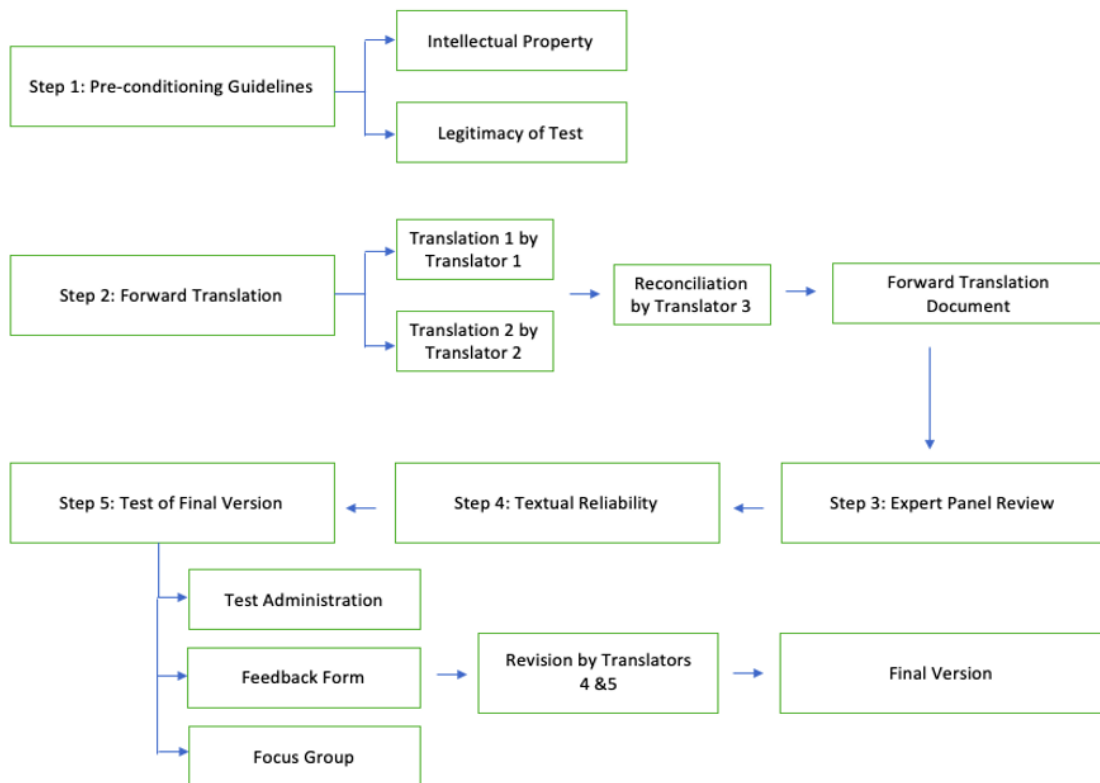 Intellectual Property
Step 1: Pre-conditioning Guidelines
Legitimacy of Test
Translation 1 by
Translator 1
Step 2: Forward Translation
Translation 2 by
Translator 2
Reconciliation
by Translator 3
Forward Translation
Document
Step 3: Expert Panel Review
Step 4: Textual Reliability
Step 5: Test of Final Version
Test Administration
Feedback Form
Focus Group
Revision by Translators
4 &5
Final Version